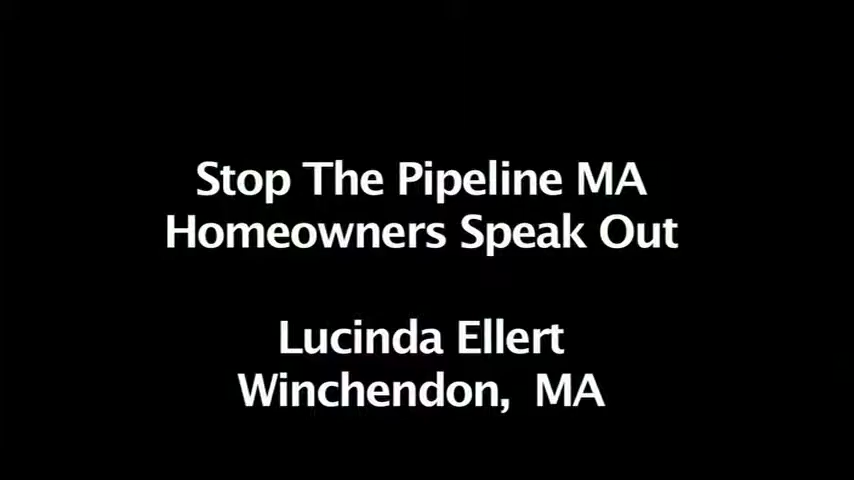 Stop The Pipeline MA
Homeowners Speak Out
Lucinda Ellert
Winchendon, MA